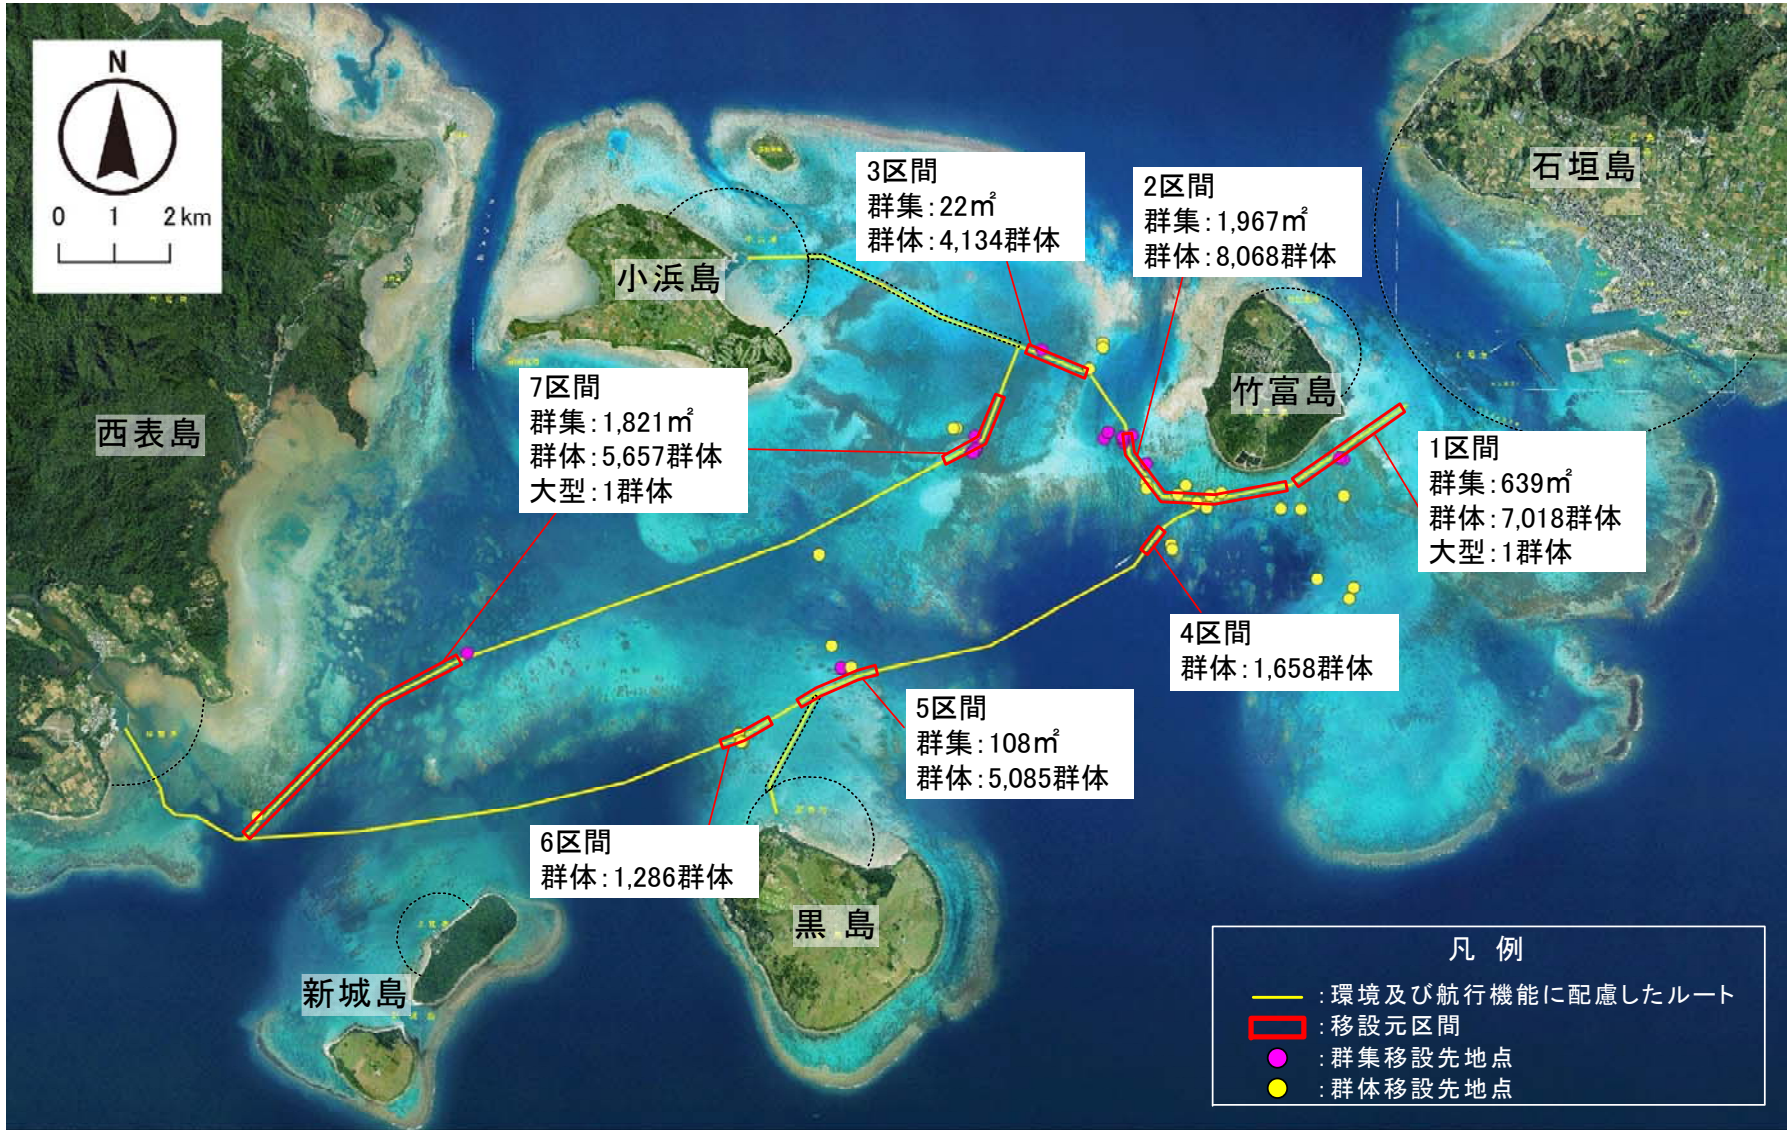 N
0 1 2km
3区間
群集:22㎡
群体:4,134群体
2区間
群集:1,967㎡
群体:8,068群体
石垣島
小浜島
竹富島
西表島
7区間
群集:1,821㎡
群体:5,657群体
大型:1群体
1区間
群集:639㎡
群体:7,018群体
大型:1群体
4区間
群体:1,658群体
5区間
群集:108㎡
群体:5,085群体
6区間
群体:1,286群体
黒 島
新城島
凡 例
:環境及び航行機能に配慮したルート
:移設元区間
:群集移設先地点
:群体移設先地点